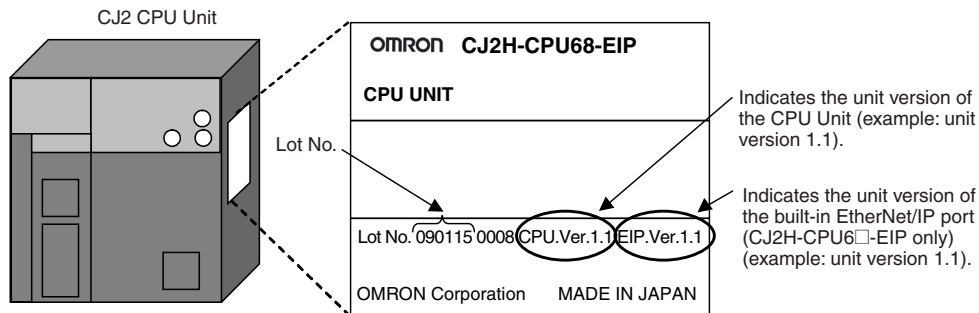 CJ2 CPU Unit
OMRON CJ2H-CPU68-EIP
CPU UNIT
Lot No.
Lot No. 090115 0008 CPU.Ver.1.1 EIP.Ver.1.1
OMRON Corporation MADE IN JAPAN
Indicates the unit version of
the CPU Unit (example: unit
version 1.1).
Indicates the unit version of
the built-in EtherNet/IP port
(CJ2H-CPU6□-EIP only)
(example: unit version 1.1).